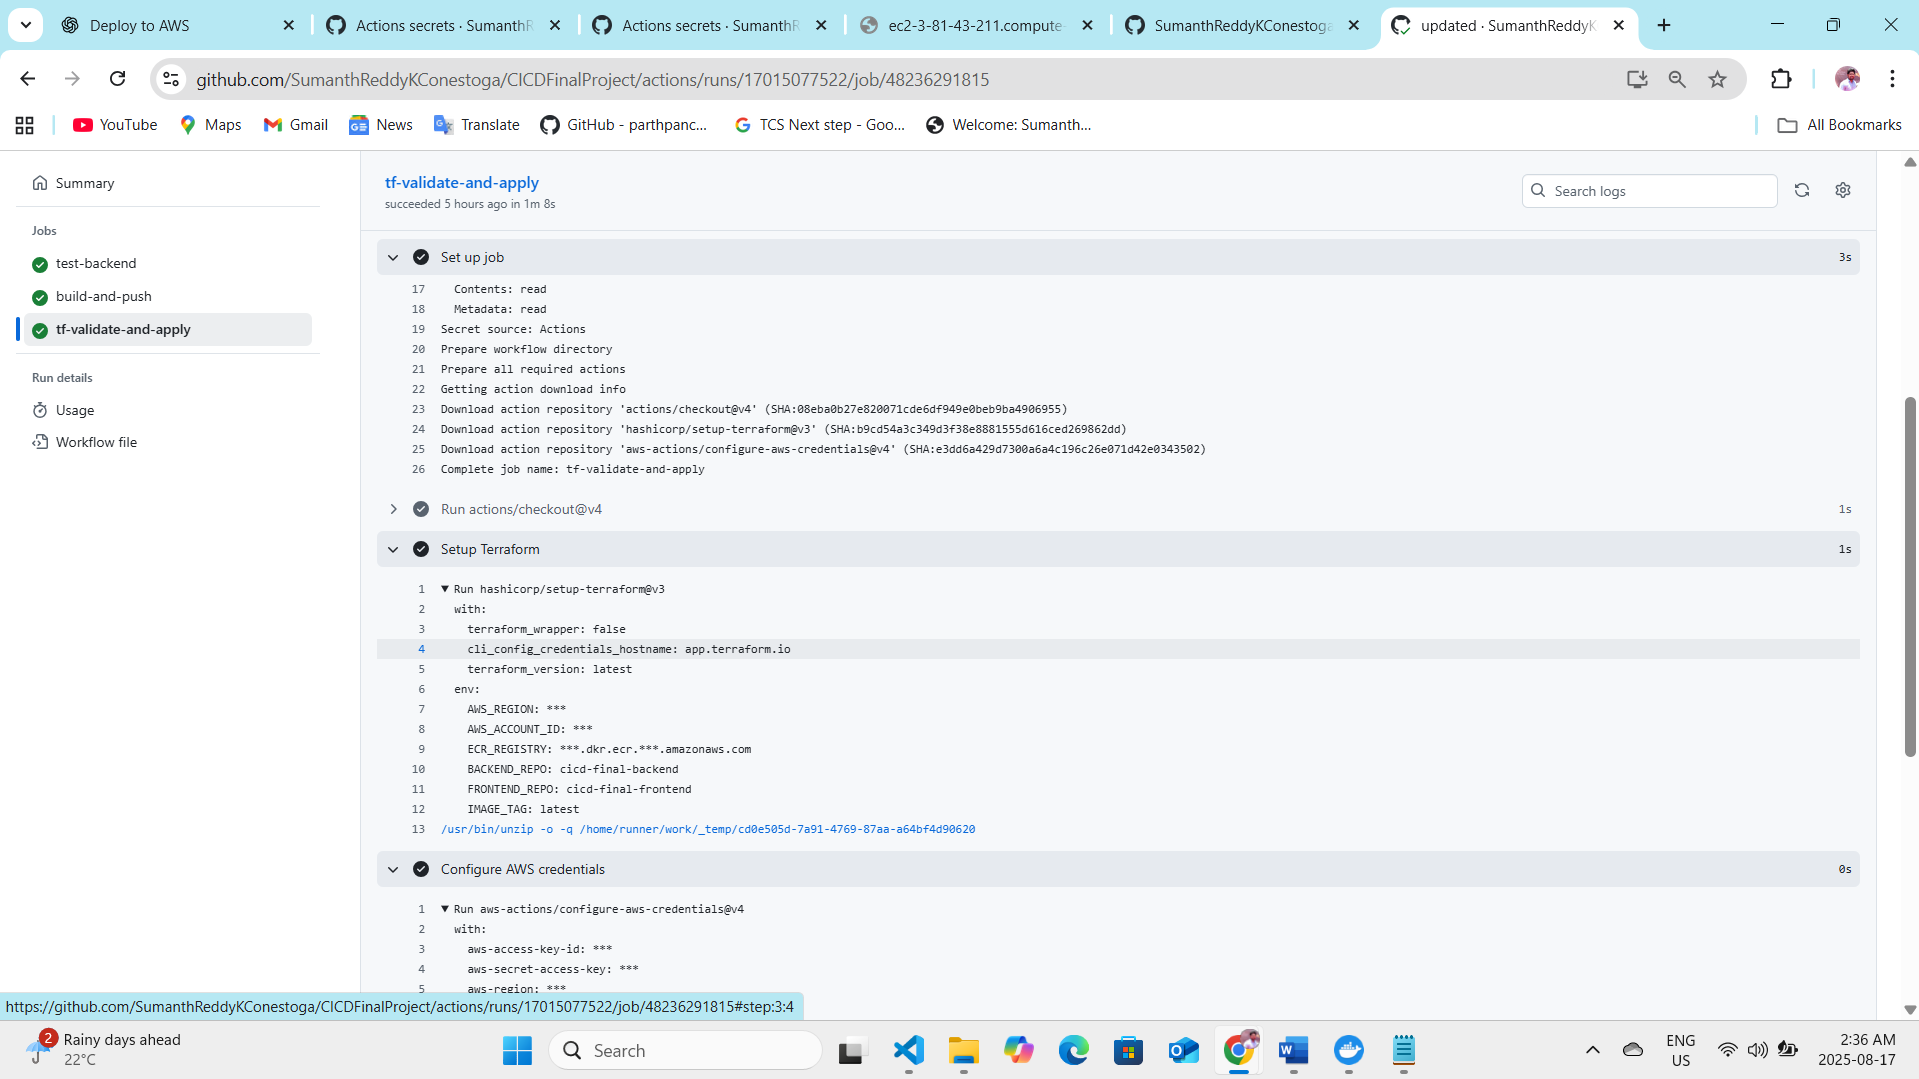 Deploy to AWS
Actions secrets · SumanthR
Actions secrets · SumanthR
ec2-3-81-43-211.compute-
SumanthReddyKConestoga
updated · SumanthReddyK
github.com/SumanthReddyKConestoga/CICDFinalProject/actions/runs/17015077522/job/48236291815
YouTube
Maps
Gmail
News
Translate
GitHub - parthpanc...
TCS Next step - Goo...
Welcome: Sumanth...
All Bookmarks
Summary
Jobs
test-backend
build-and-push
tf-validate-and-apply
Run details
Usage
Workflow file
tf-validate-and-apply
succeeded 5 hours ago in 1m 8s
Search logs
Set up job 3s
17 Contents: read
18 Metadata: read
19 Secret source: Actions
20 Prepare workflow directory
21 Prepare all required actions
22 Getting action download info
23 Download action repository 'actions/checkout@v4' (SHA:08eba0b27e820071cde6df949e0beb9ba4906955)
24 Download action repository 'hashicorp/setup-terraform@v3' (SHA:b9cd54a3c349d3f38e8881555d616ced269862dd)
25 Download action repository 'aws-actions/configure-aws-credentials@v4' (SHA:e3dd6a429d7300a6a4c196c26e071d42e0343502)
26 Complete job name: tf-validate-and-apply
Run actions/checkout@v4 1s
Setup Terraform 1s
1 ▼ Run hashicorp/setup-terraform@v3
2 with:
3 terraform_wrapper: false
4 cli_config_credentials_hostname: app.terraform.io
5 terraform_version: latest
6 env:
7 AWS_REGION: ***
8 AWS_ACCOUNT_ID: ***
9 ECR_REGISTRY: ***.dkr.ecr.***.amazonaws.com
10 BACKEND_REPO: cicd-final-backend
11 FRONTEND_REPO: cicd-final-frontend
12 IMAGE_TAG: latest
13 /usr/bin/unzip -o -q /home/runner/work/_temp/cd0e505d-7a91-4769-87aa-a64bf4d90620
Configure AWS credentials 0s
1 ▼ Run aws-actions/configure-aws-credentials@v4
2 with:
3 aws-access-key-id: ***
4 aws-secret-access-key: ***
5 aws-region: ***
https://github.com/SumanthReddyKConestoga/CICDFinalProject/actions/runs/17015077522/job/48236291815#step:3:4
2
Rainy days ahead
22°C
Search
ENG
US
2:36 AM
2025-08-17